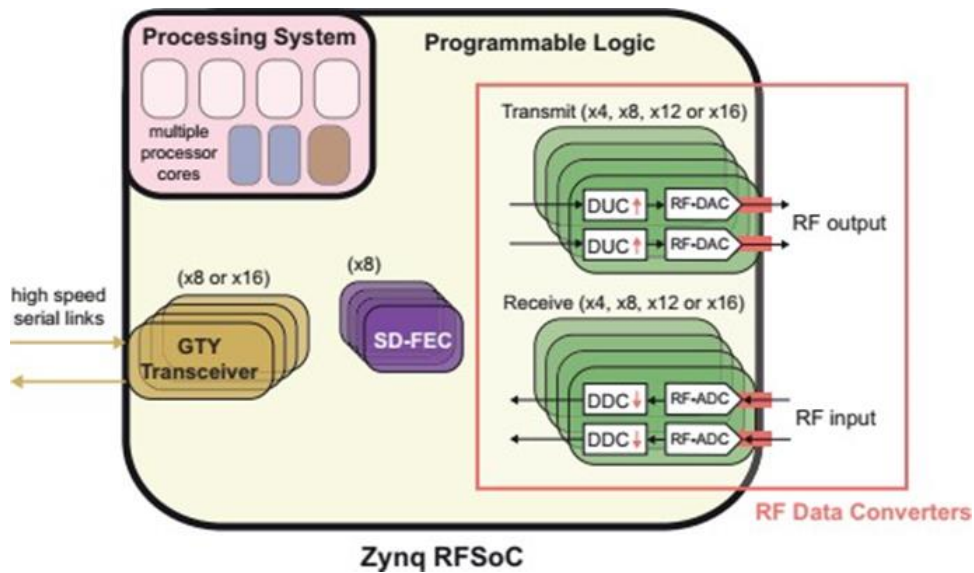 Processing System
multiple
processor
cores
Programmable Logic
Transmit (x4, x8, x12 or x16)
DUC↑ RF-DAC
DUC↑ RF-DAC
RF output
(x8 or x16)
(x8)
high speed
serial links
GTY
Transceiver
SD-FEC
Receive (x4, x8, x12 or x16)
DDC↓ RF-ADC
DDC↓ RF-ADC
RF input
RF Data Converters
Zynq RFSoC